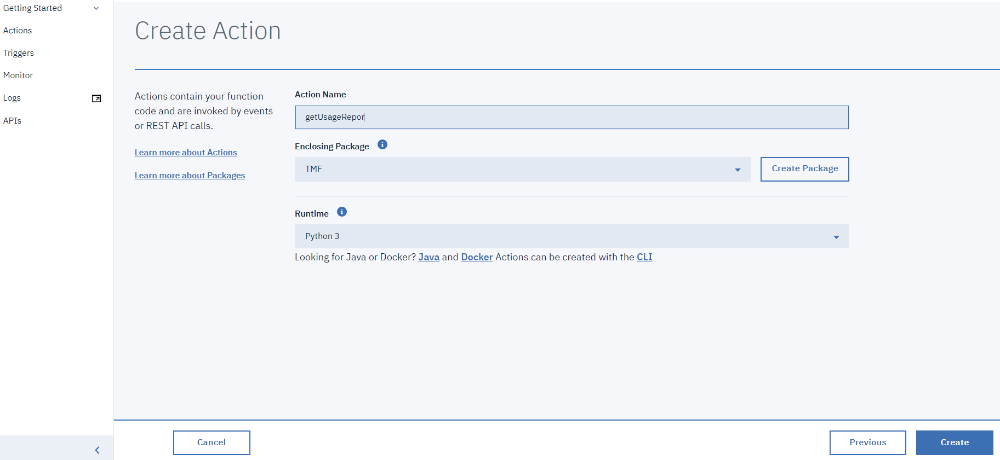 Getting Started
Actions
Triggers
Monitor
Logs
APIs
Create Action
Actions contain your function
code and are invoked by events
or REST API calls.
Learn more about Actions
Learn more about Packages
Action Name
getUsageRepor
Enclosing Package
TMF
Create Package
Runtime
Python 3
Looking for Java or Docker? Java and Docker Actions can be created with the CLI
Cancel
Previous
Create